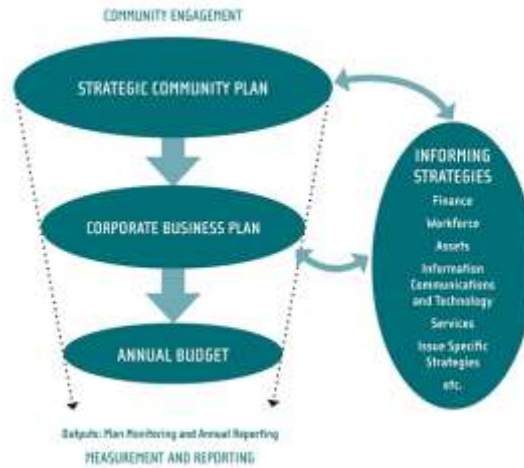 COMMUNITY ENGAGEMENT
STRATEGIC COMMUNITY PLAN
CORPORATE BUSINESS PLAN
ANNUAL BUDGET
INFORMING
STRATEGIES
Finance
Workforce
Assets
Information
Communications
and Technology
Services
Issue Specific
Strategies
etc.
Outputs: Plan Monitoring and Annual Reporting
MEASUREMENT AND REPORTING